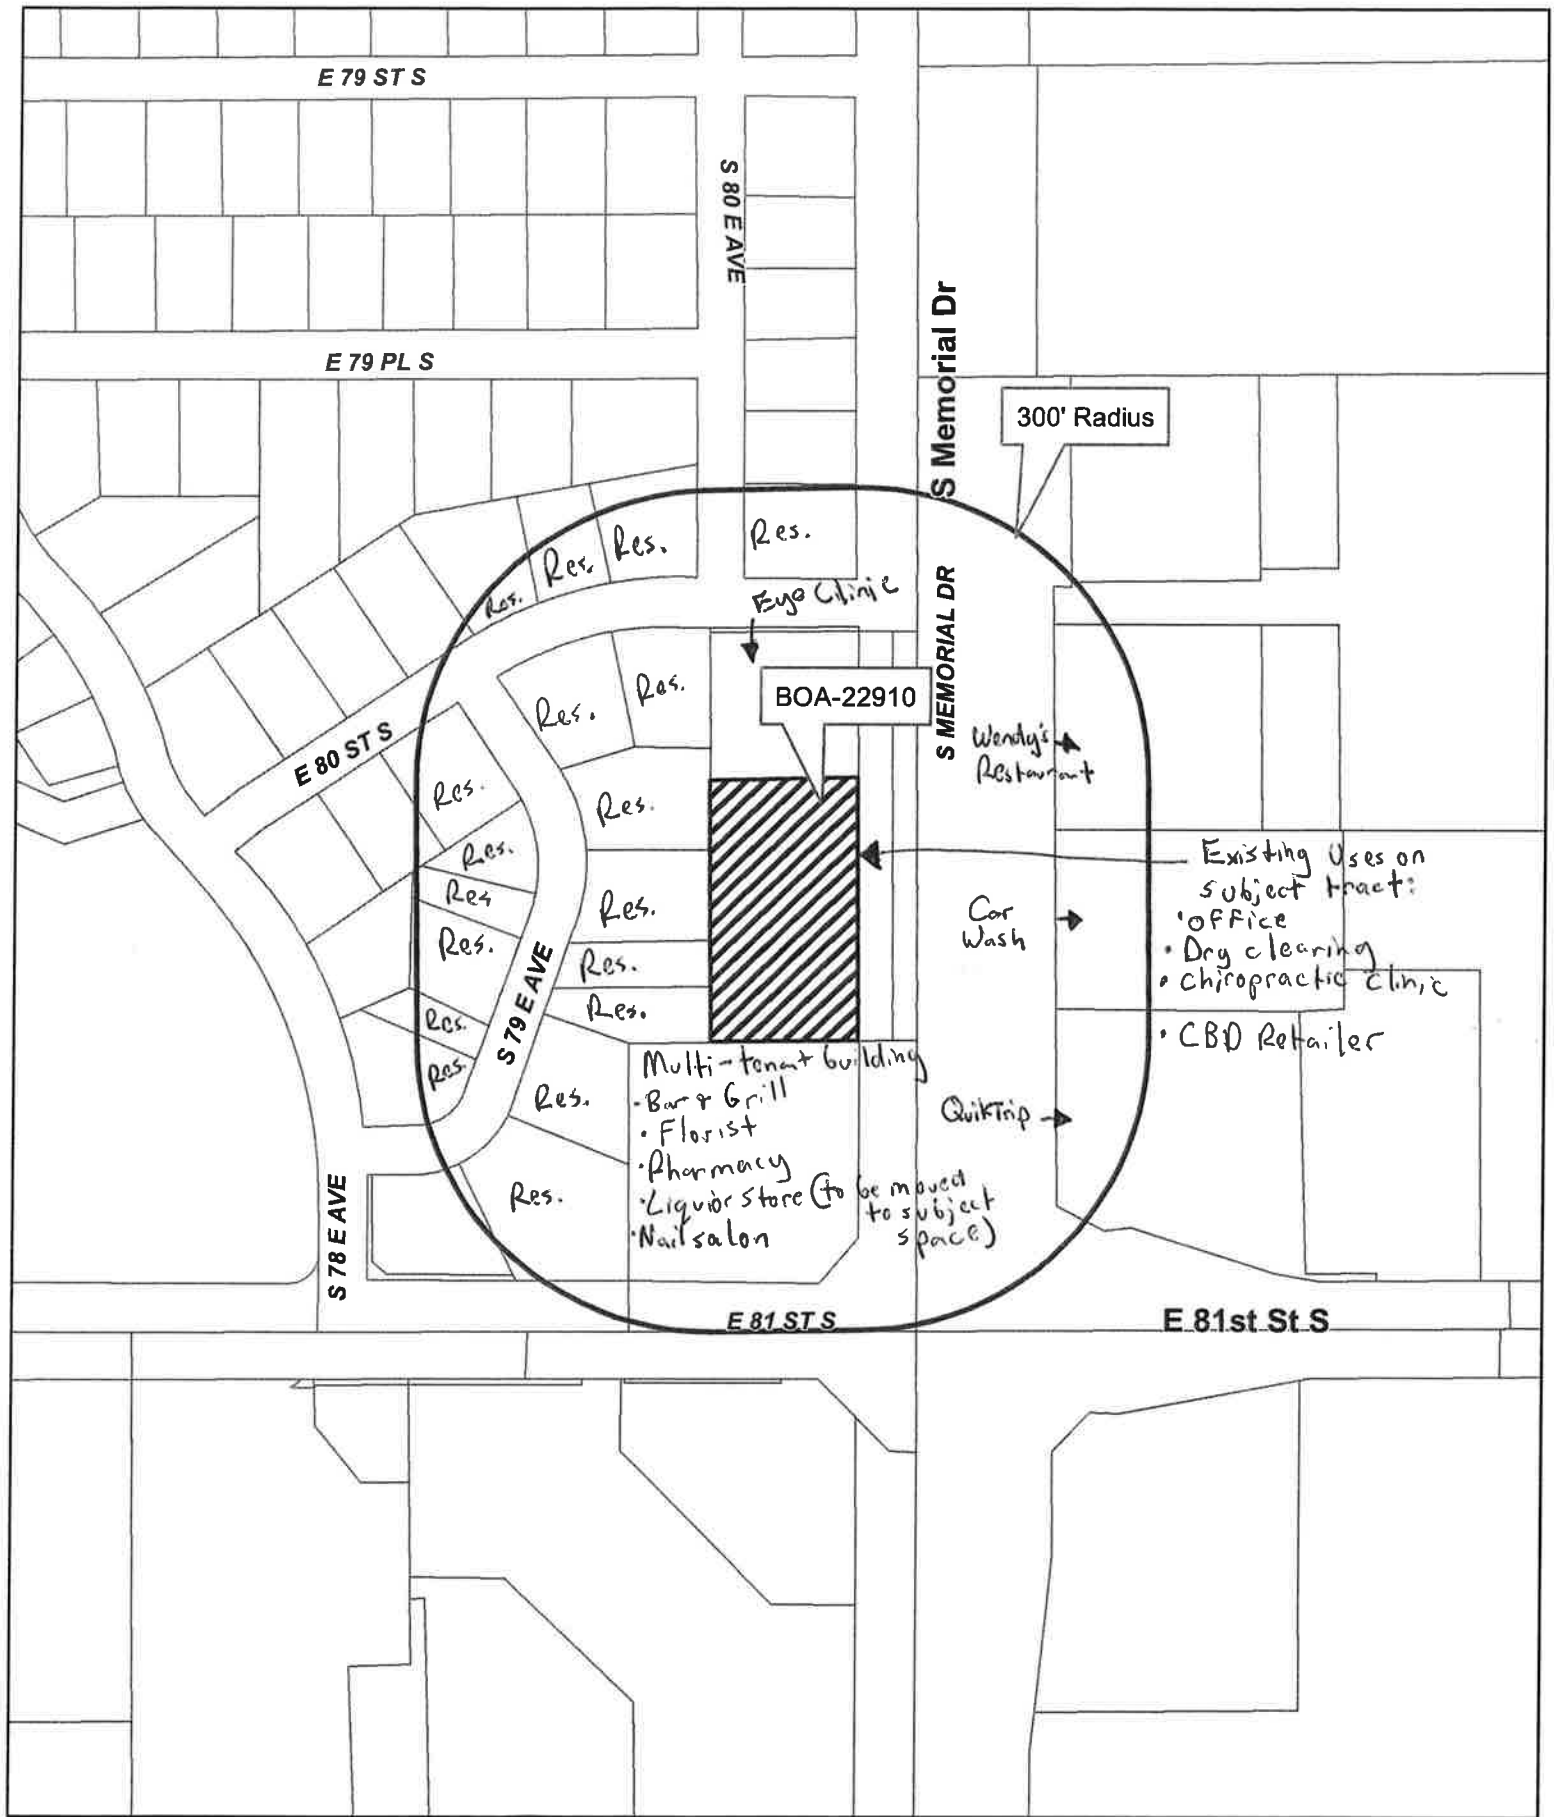 E 79 ST S
S 80 E AVE
E 79 PL S
S Memorial Dr
300' Radius
Res.
Res.
Res.
Res.
Eye Clinic
S MEMORIAL DR
Res.
Res.
BOA-22910
E 80 ST S
Wendy's
Restaurant
Res.
Res.
Res.
Res
Res.
Res.
Car
Wash
Existing Uses on
subject tract:
• office
• Dry clearing
• Chiropractic clinic
• CBD Retailer
S 79 E AVE
Res.
Res.
Res.
Res.
Res.
Res.
Multi-tenant building
• Bar & Grill
• Florist
• Pharmacy
• Liquior store (to be moved
to subject
space)
• Nail salon
QuikTrip
S 78 E AVE
E 81 ST S
E 81st St S